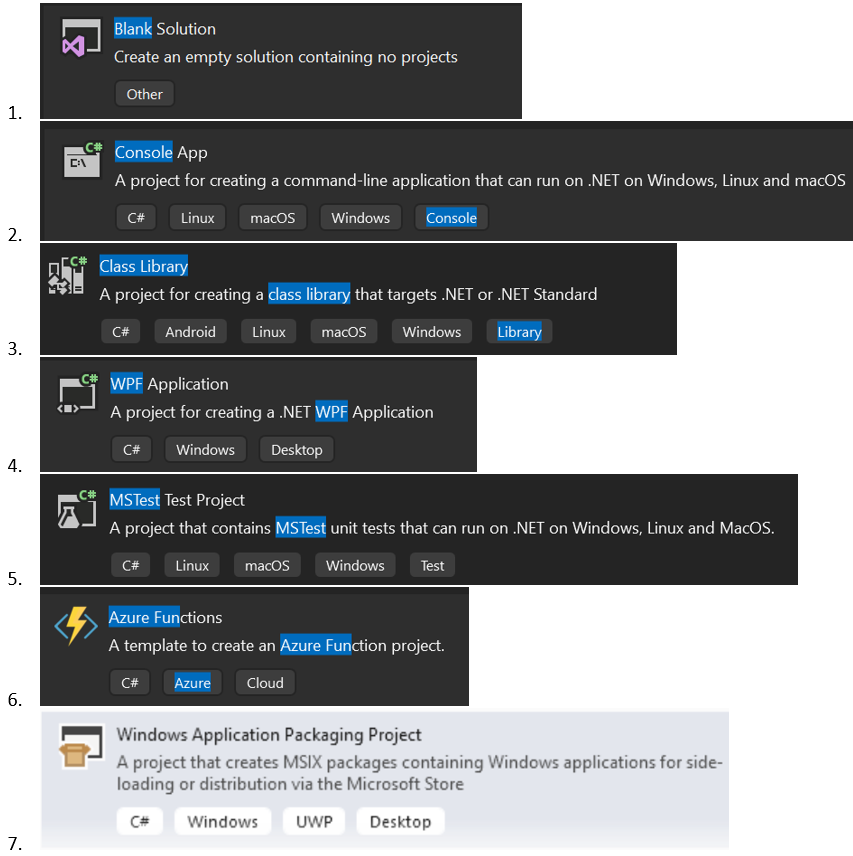 Blank Solution
Create an empty solution containing no projects
Other
1.
C#
Console App
C:\
A project for creating a command-line application that can run on .NET on Windows, Linux and macOS
C# Linux macOS Windows Console
2.
C#
Class Library
A project for creating a class library that targets .NET or .NET Standard
C# Android Linux macOS Windows Library
3.
C#
WPF Application
A project for creating a .NET WPF Application
C# Windows Desktop
4.
C#
MSTest Test Project
A project that contains MSTest unit tests that can run on .NET on Windows, Linux and MacOS.
C# Linux macOS Windows Test
5.
Azure Functions
A template to create an Azure Function project.
C# Azure Cloud
6.
Windows Application Packaging Project
A project that creates MSIX packages containing Windows applications for side-
loading or distribution via the Microsoft Store
C# Windows UWP Desktop
7.